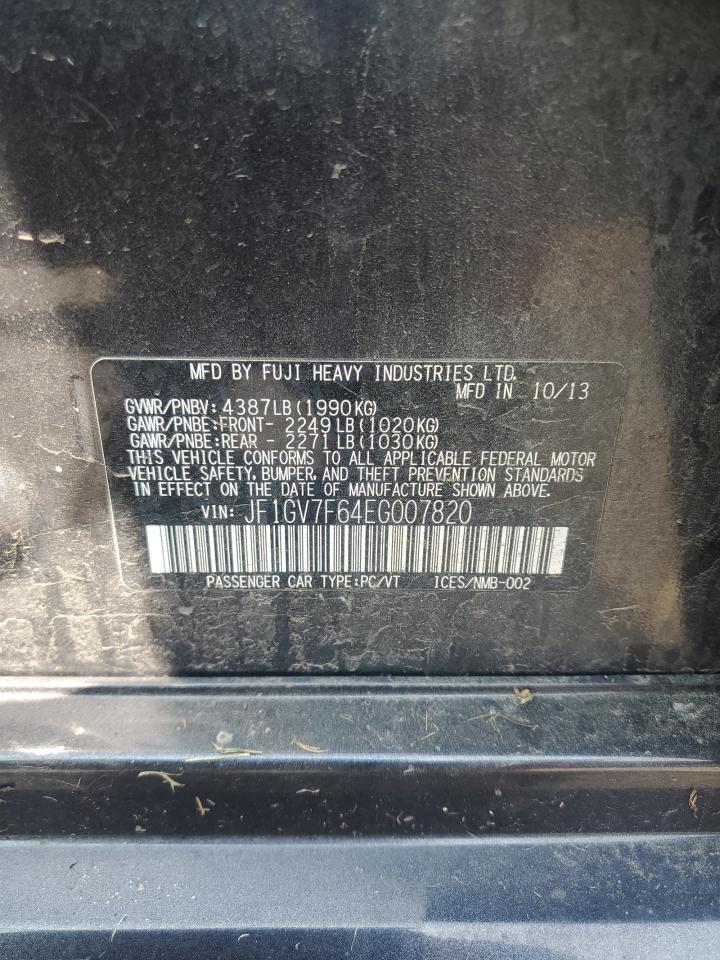 MFD BY FUJI HEAVY INDUSTRIES LTD.
MFD IN 10/13
GVWR/PNBV: 4387LB(1990KG)
GAWR/PNBE:FRONT- 2249LB(1020KG)
GAWR/PNBE:REAR - 2271LB(1030KG)
THIS VEHICLE CONFORMS TO ALL APPLICABLE FEDERAL MOTOR
VEHICLE SAFETY, BUMPER, AND THEFT PREVENTION STANDARDS
IN EFFECT ON THE DATE OF MANUFACTURE SHOWN ABOVE.
VIN: JF1GV7F64EG007820
PASSENGER CAR TYPE:PC/VT ICES/NMB-002